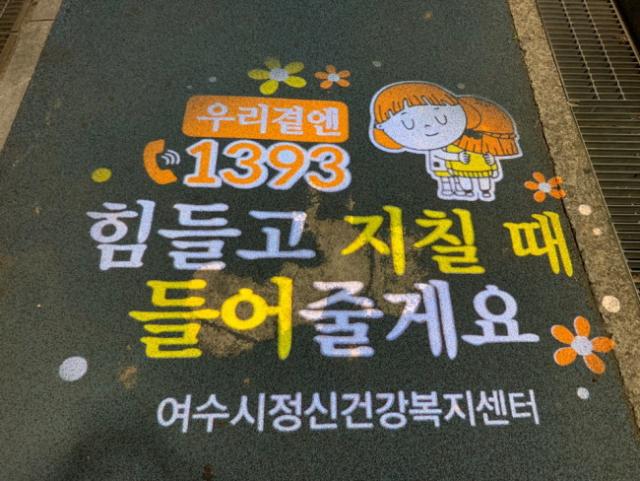 우리곁엔
1393
힘들고 지칠 때
들어줄게요
여수시정신건강복지센터